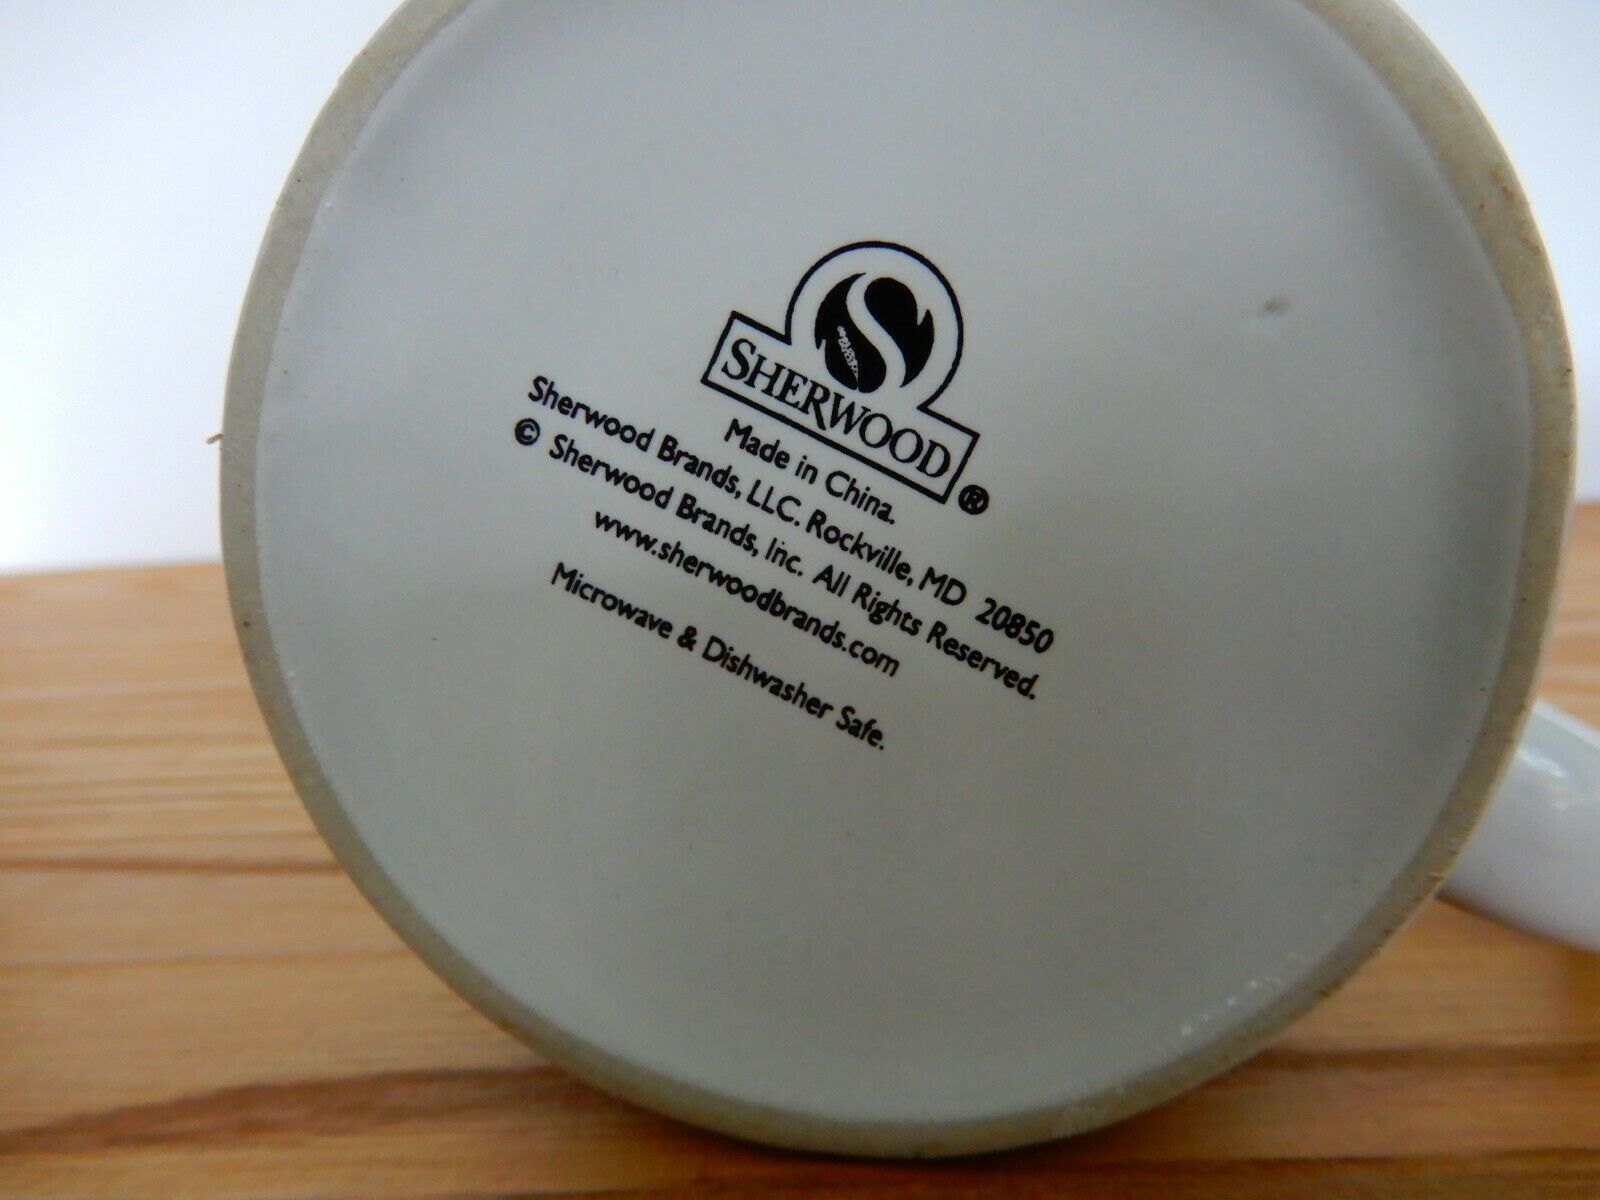 S
SHERWOOD®
Made in China.
Sherwood Brands, LLC. Rockville, MD 20850
© Sherwood Brands, Inc. All Rights Reserved.
www.sherwoodbrands.com
Microwave & Dishwasher Safe.